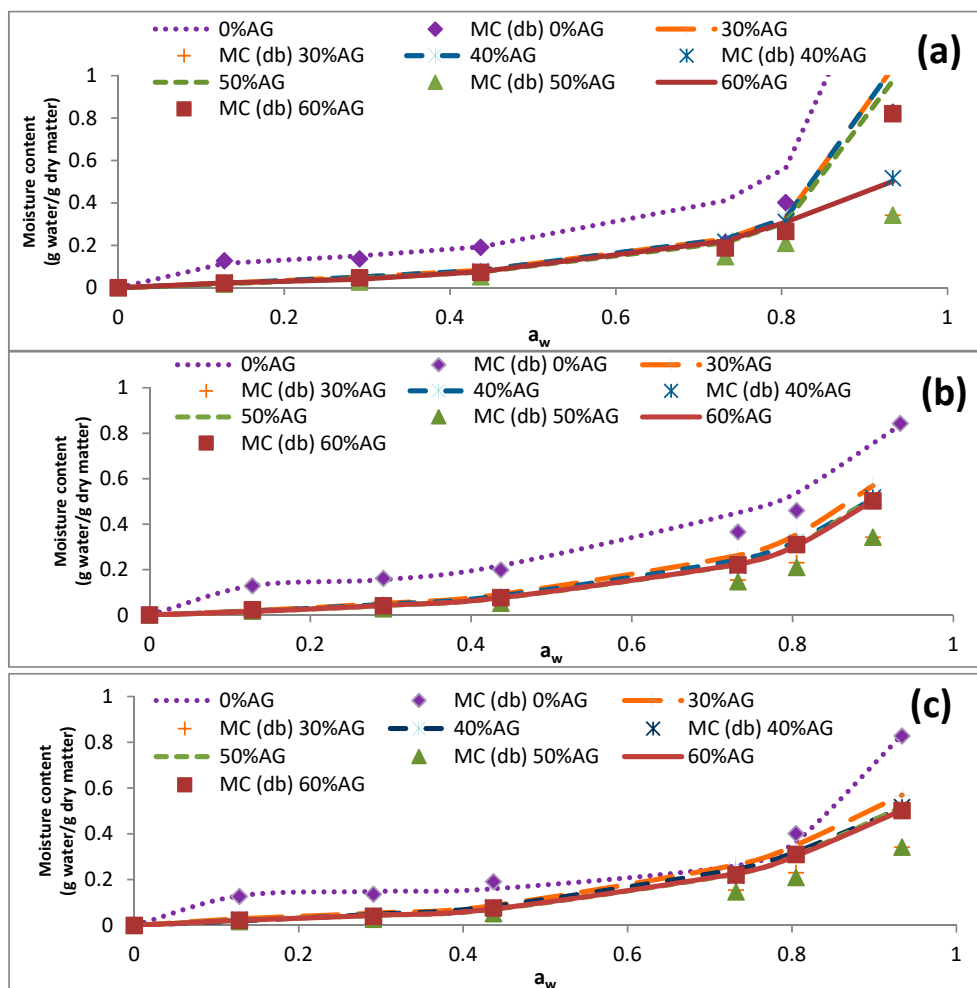 0%AG MC (db) 0%AG 30%AG
(a)
MC (db) 30%AG 40%AG MC (db) 40%AG
50%AG MC (db) 50%AG 60%AG
MC (db) 60%AG
Moisture content
(g water/g dry matter)
1
0.8
0.6
0.4
0.2
0
0 0.2 0.4 0.6 0.8 1
aw
0%AG MC (db) 0%AG 30%AG
(b)
MC (db) 30%AG 40%AG MC (db) 40%AG
50%AG MC (db) 50%AG 60%AG
MC (db) 60%AG
Moisture content
(g water/g dry matter)
1
0.8
0.6
0.4
0.2
0
0 0.2 0.4 0.6 0.8 1
aw
0%AG MC (db) 0%AG 30%AG
(c)
MC (db) 30%AG 40%AG MC (db) 40%AG
50%AG MC (db) 50%AG 60%AG
MC (db) 60%AG
Moisture content
(g water/g dry matter)
1
0.8
0.6
0.4
0.2
0
0 0.2 0.4 0.6 0.8 1
aw